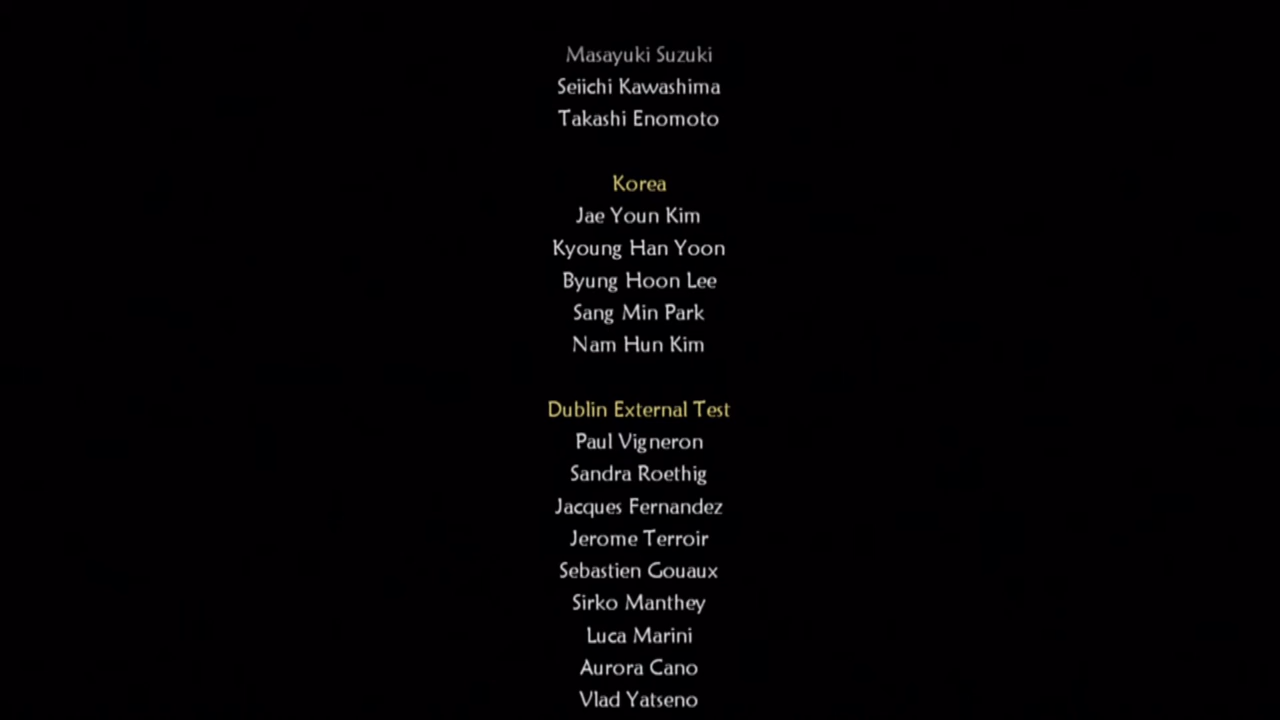 Masayuki Suzuki
Seiichi Kawashima
Takashi Enomoto
Korea
Jae Youn Kim
Kyoung Han Yoon
Byung Hoon Lee
Sang Min Park
Nam Hun Kim
Dublin External Test
Paul Vigneron
Sandra Roethig
Jacques Fernandez
Jerome Terroir
Sebastien Gouaux
Sirko Manthey
Luca Marini
Aurora Cano
Vlad Yatseno